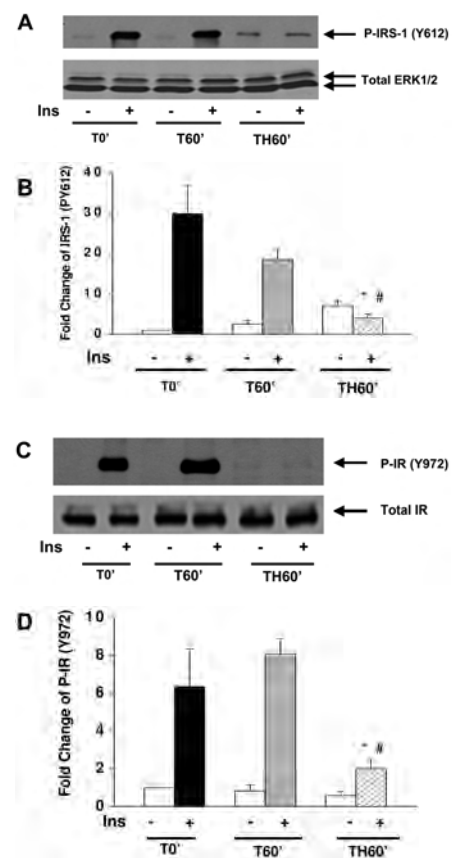 A
P-IRS-1 (Y612)
Total ERK1/2
Ins - + - + - +
T0' T60' TH60'
B
Fold Change of IRS-1 (PY612)
40
30
20
10
0
* #
Ins - + - + - +
T0' T60' TH60'
C
P-IR (Y972)
Total IR
Ins - + - + - +
T0' T60' TH60'
D
Fold Change of P-IR (Y972)
10
8
6
4
2
0
* #
Ins - + - + - +
T0' T60' TH60'